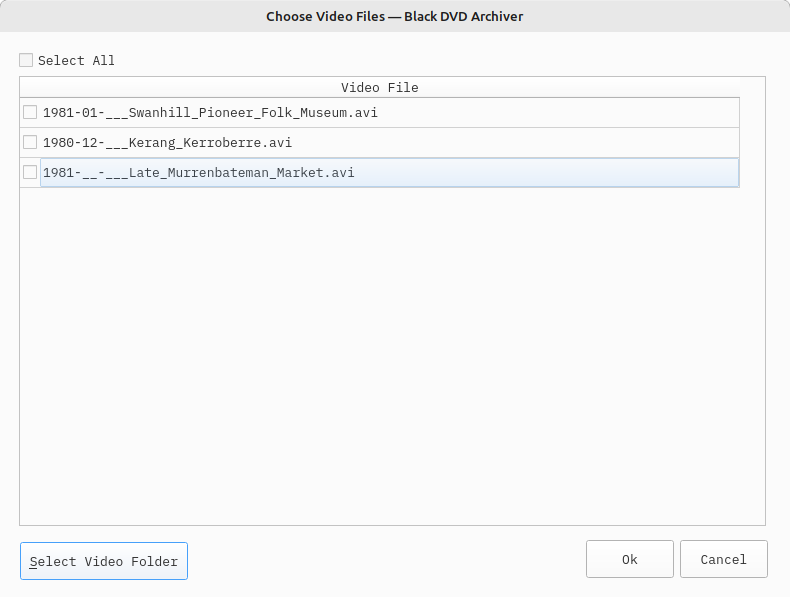 Choose Video Files — Black DVD Archiver
Select All
Video File
1981-01-___Swanhill_Pioneer_Folk_Museum.avi
1980-12-___Kerang_Kerroberre.avi
1981-__-___Late_Murrenbateman_Market.avi
Select Video Folder
Ok
Cancel